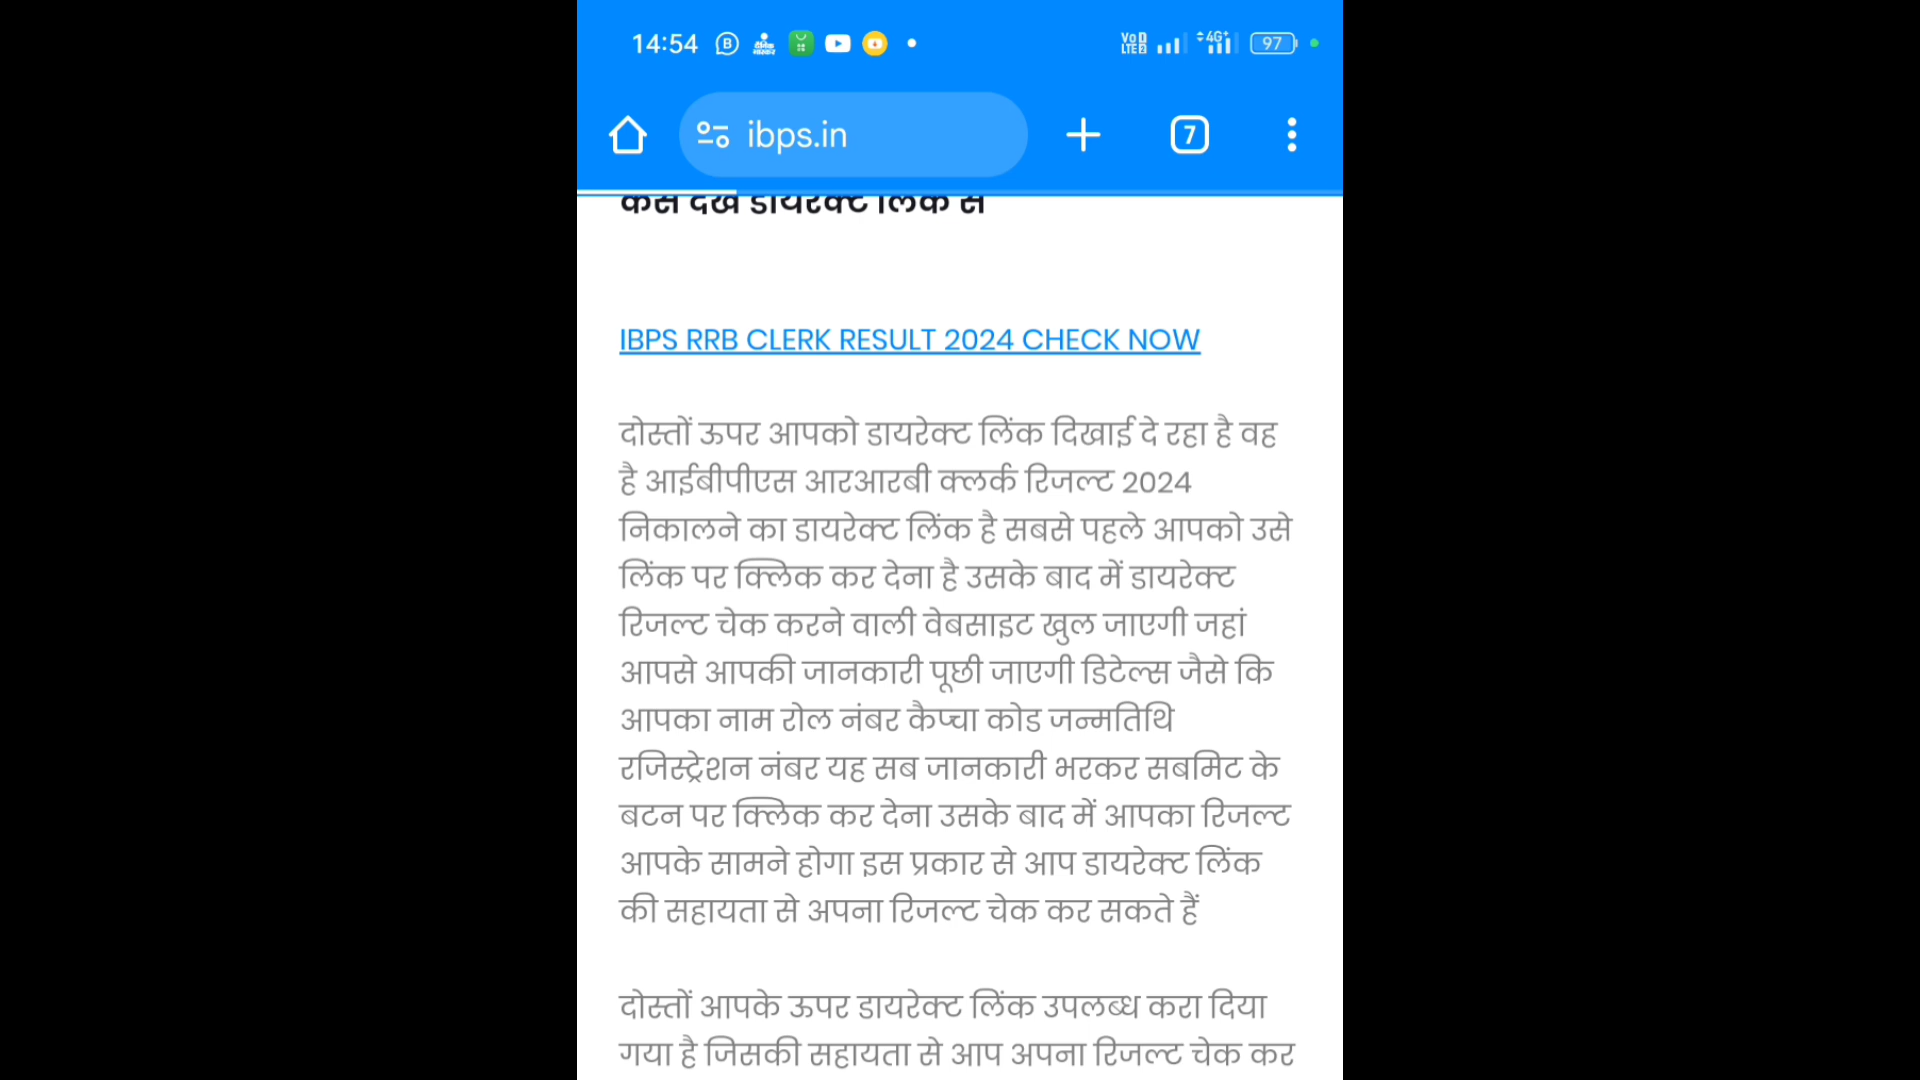 14:54
VoD LTE2 4G+ 97
ibps.in
7
कैसे देखें डायरेक्ट लिंक से
IBPS RRB CLERK RESULT 2024 CHECK NOW
दोस्तों ऊपर आपको डायरेक्ट लिंक दिखाई दे रहा है वह
है आईबीपीएस आरआरबी क्लर्क रिजल्ट 2024
निकालने का डायरेक्ट लिंक है सबसे पहले आपको उसे
लिंक पर क्लिक कर देना है उसके बाद में डायरेक्ट
रिजल्ट चेक करने वाली वेबसाइट खुल जाएगी जहां
आपसे आपकी जानकारी पूछी जाएगी डिटेल्स जैसे कि
आपका नाम रोल नंबर कैप्चा कोड जन्मतिथि
रजिस्ट्रेशन नंबर यह सब जानकारी भरकर सबमिट के
बटन पर क्लिक कर देना उसके बाद में आपका रिजल्ट
आपके सामने होगा इस प्रकार से आप डायरेक्ट लिंक
की सहायता से अपना रिजल्ट चेक कर सकते हैं
दोस्तों आपके ऊपर डायरेक्ट लिंक उपलब्ध करा दिया
गया है जिसकी सहायता से आप अपना रिजल्ट चेक कर